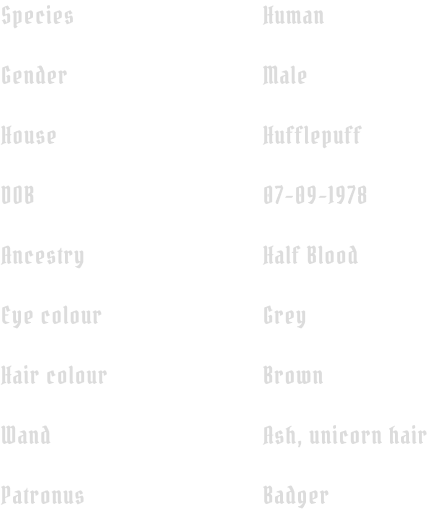 Species Human
Gender Male
House Hufflepuff
DOB 07-09-1978
Ancestry Half Blood
Eye colour Grey
Hair colour Brown
Wand Ash, unicorn hair
Patronus Badger